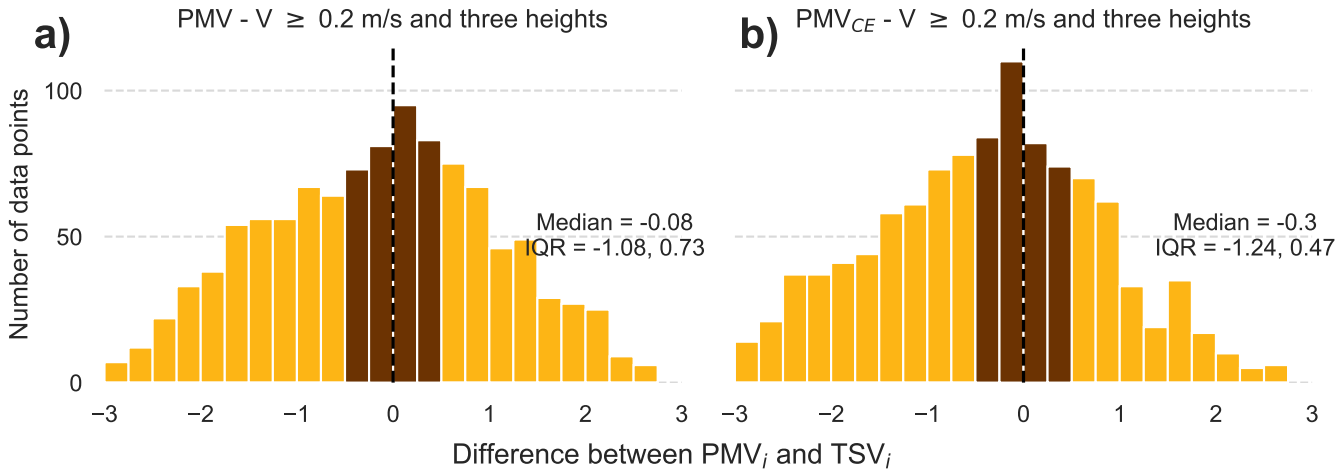 a)
PMV - V ≥ 0.2 m/s and three heights
b)
PMV_CE - V ≥ 0.2 m/s and three heights
Number of data points
100
50
0
Median = -0.08
IQR = -1.08, 0.73
Median = -0.3
IQR = -1.24, 0.47
−3 −2 −1 0 1 2 3
−3 −2 −1 0 1 2 3
Difference between PMV_i and TSV_i